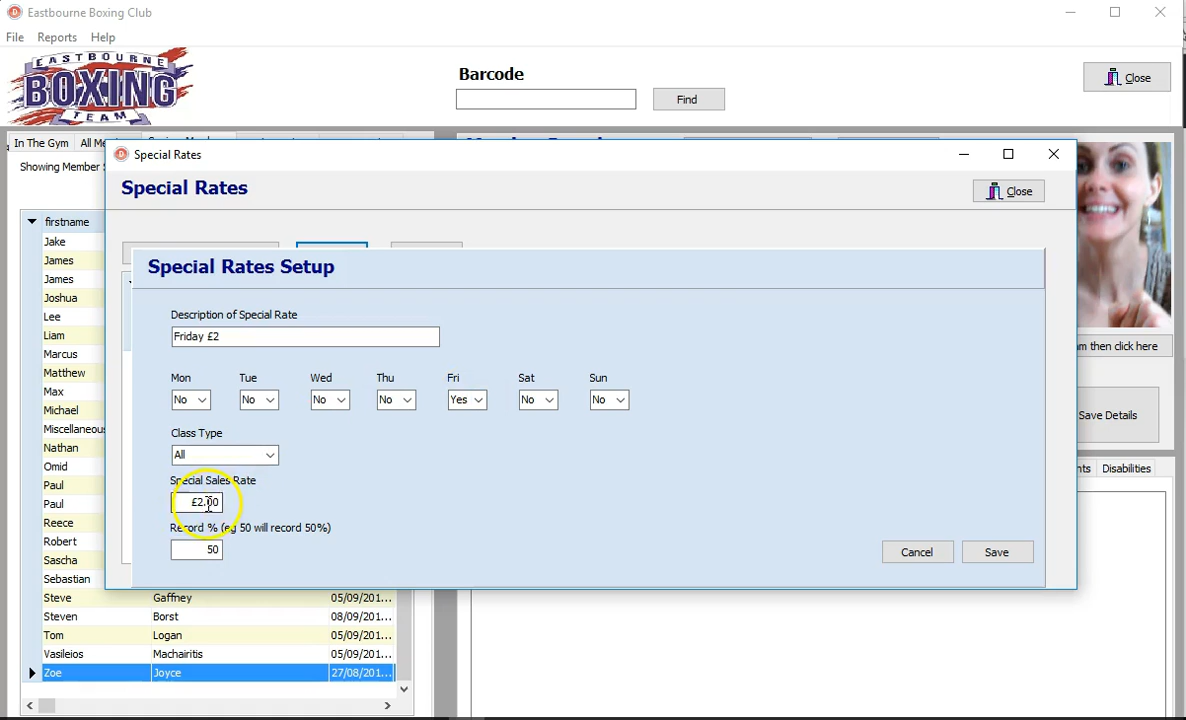 Eastbourne Boxing Club
File Reports Help
EASTBOURNE
BOXING
TEAM
Barcode
Find
Close
In The Gym All Me
Showing Member
Special Rates
Special Rates
Close
Special Rates Setup
Description of Special Rate
Friday £2
Mon Tue Wed Thu Fri Sat Sun
No No No No Yes No No
Class Type
All
Special Sales Rate
£2.00
Record % (eg 50 will record 50%)
50
Cancel Save
am then click here
Save Details
nts Disabilities
firstname
Jake
James
James
Joshua
Lee
Liam
Marcus
Matthew
Max
Michael
Miscellaneous
Nathan
Omid
Paul
Paul
Reece
Robert
Sascha
Sebastian
Steve Gaffney 05/09/201...
Steven Borst 08/09/201...
Tom Logan 05/09/201...
Vasileios Machairitis 05/09/201...
Zoe Joyce 27/08/201...